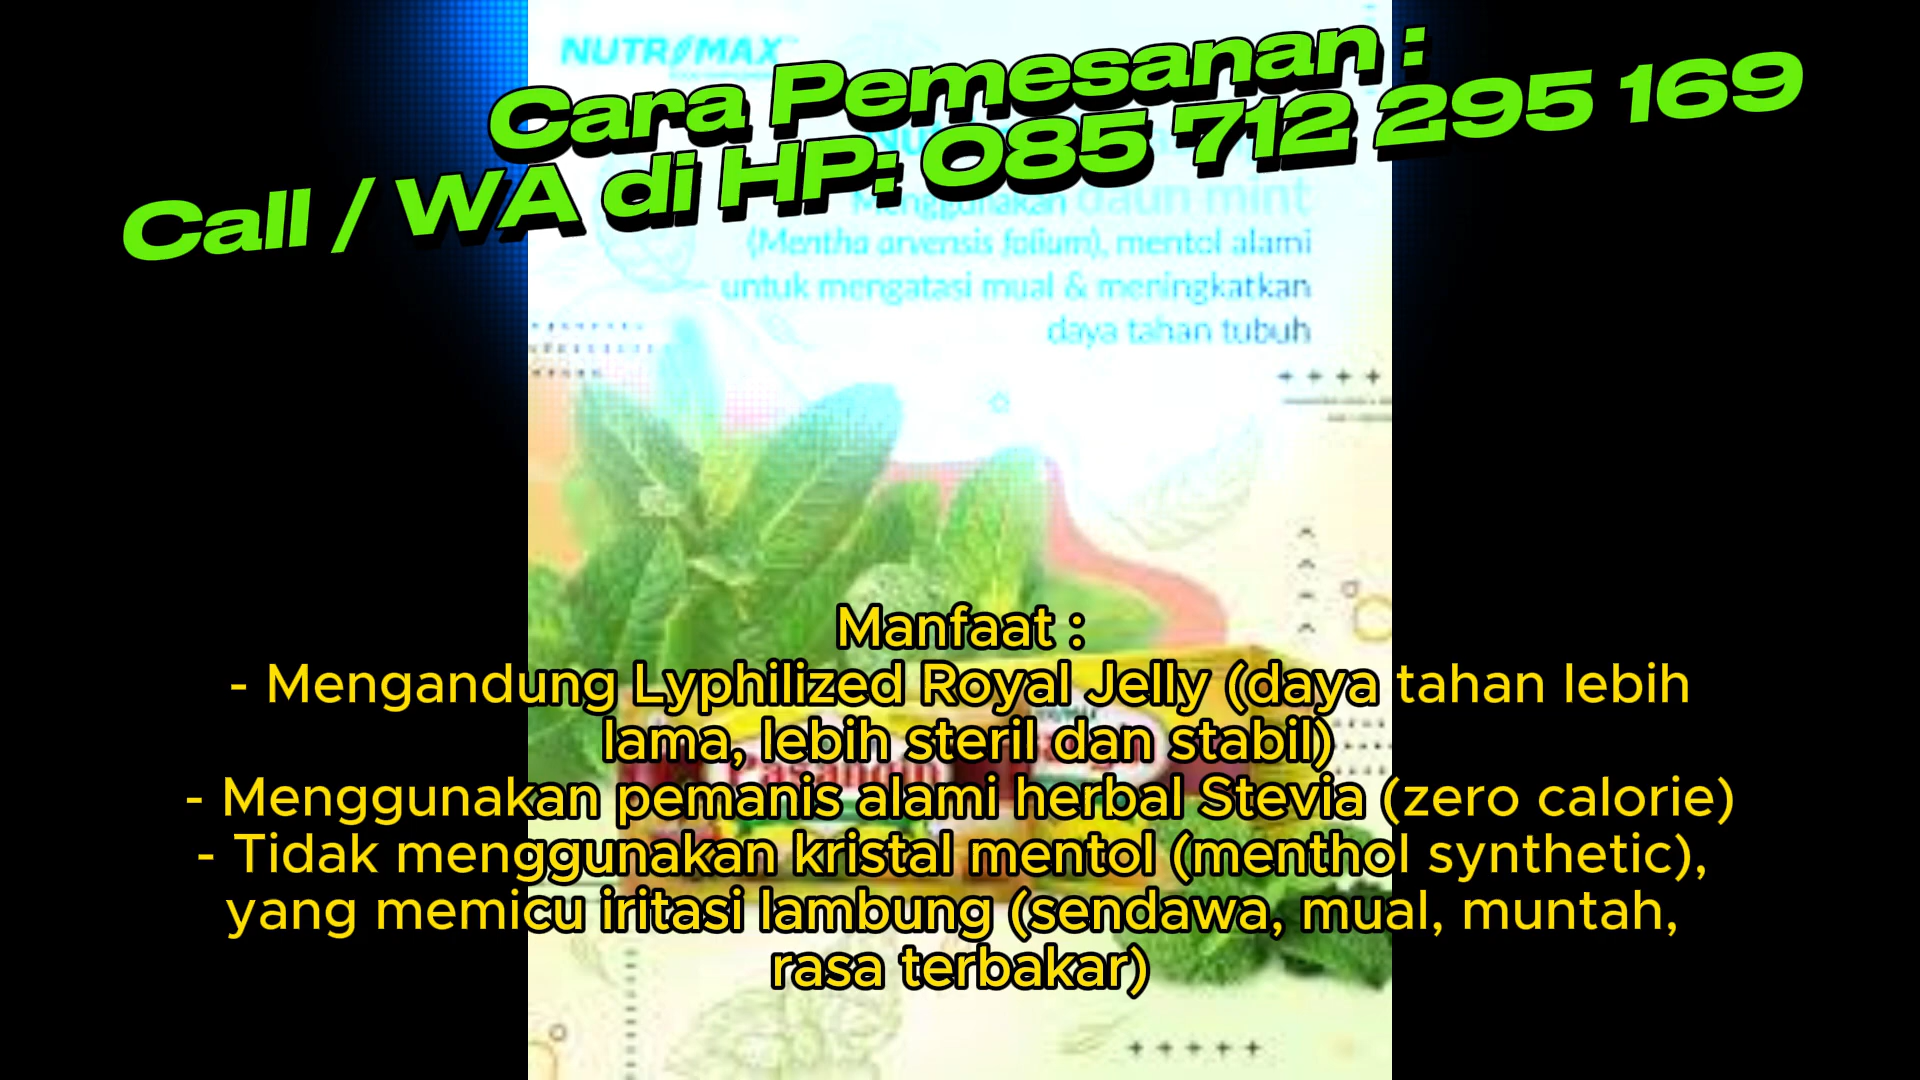 NUTRIMAX
Cara Pemesanan :
Call / WA di HP: 085 712 295 169
Menggunakan daun mint
(Mentha arvensis folium), mentol alami
untuk mengatasi mual & meningkatkan
daya tahan tubuh
Manfaat :
- Mengandung Lyphilized Royal Jelly (daya tahan lebih
lama, lebih steril dan stabil)
- Menggunakan pemanis alami herbal Stevia (zero calorie)
- Tidak menggunakan kristal mentol (menthol synthetic),
yang memicu iritasi lambung (sendawa, mual, muntah,
rasa terbakar)